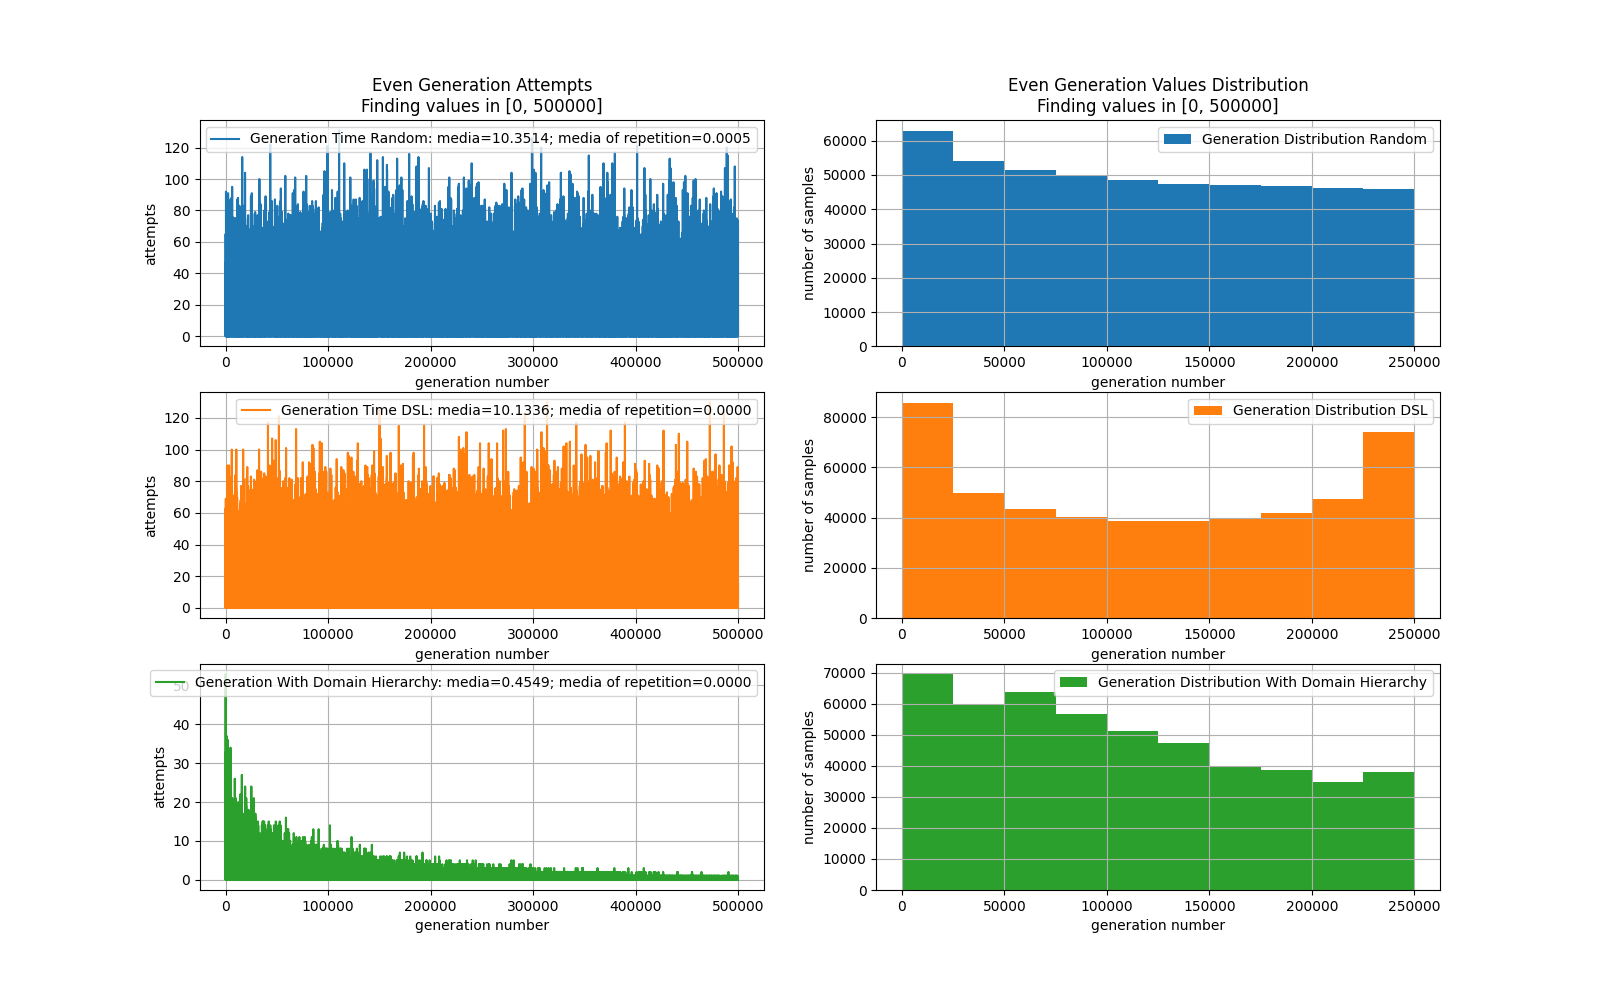 Even Generation Attempts
Finding values in [0, 500000]
Generation Time Random: media=10.3514; media of repetition=0.0005
120
100
80
60
40
20
0
attempts
0 100000 200000 300000 400000 500000
generation number
Even Generation Values Distribution
Finding values in [0, 500000]
Generation Distribution Random
60000
50000
40000
30000
20000
10000
0
number of samples
0 50000 100000 150000 200000 250000
generation number
Generation Time DSL: media=10.1336; media of repetition=0.0000
120
100
80
60
40
20
0
attempts
0 100000 200000 300000 400000 500000
generation number
Generation Distribution DSL
80000
60000
40000
20000
0
number of samples
0 50000 100000 150000 200000 250000
generation number
Generation With Domain Hierarchy: media=0.4549; media of repetition=0.0000
50
40
30
20
10
0
attempts
0 100000 200000 300000 400000 500000
generation number
Generation Distribution With Domain Hierarchy
70000
60000
50000
40000
30000
20000
10000
0
number of samples
0 50000 100000 150000 200000 250000
generation number